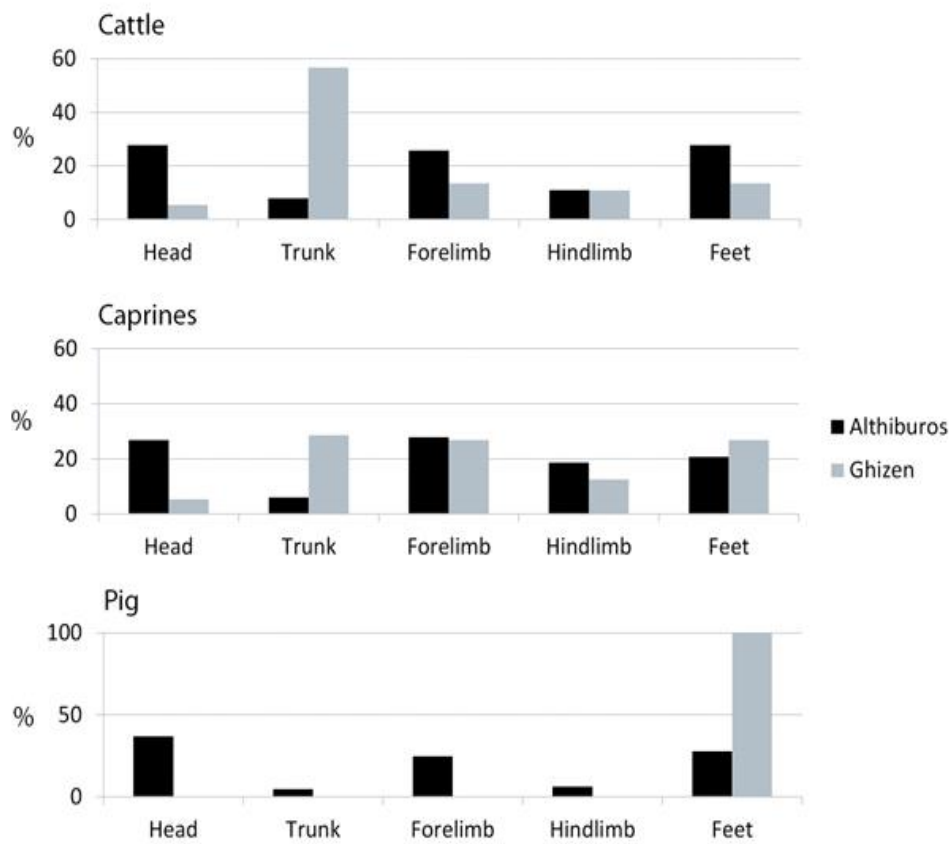 Cattle
60
40
%
20
0
Head Trunk Forelimb Hindlimb Feet
Caprines
60
40
%
20
0
Head Trunk Forelimb Hindlimb Feet
Althiburos
Ghizen
Pig
100
% 50
0
Head Trunk Forelimb Hindlimb Feet